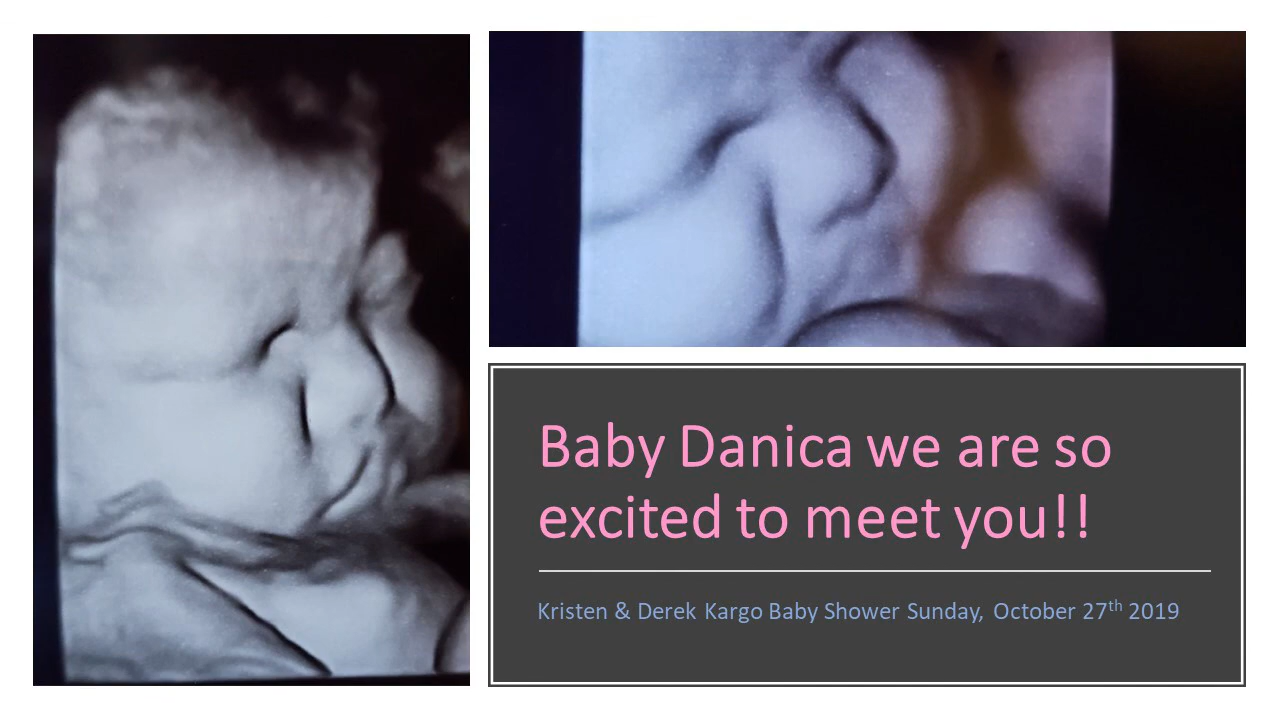 Baby Danica we are so
excited to meet you!!
Kristen & Derek Kargo Baby Shower Sunday, October 27th 2019